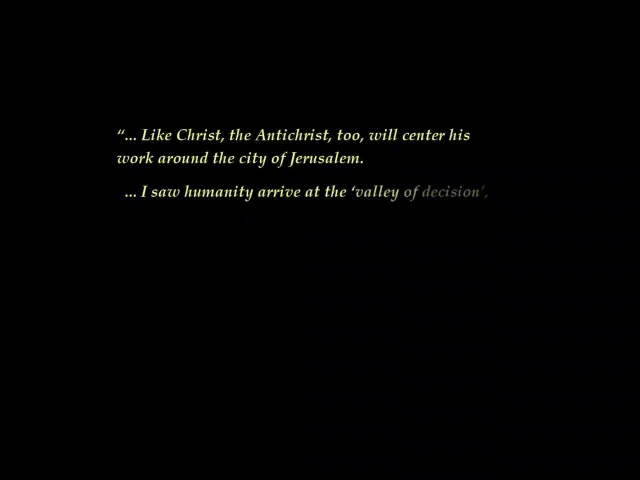 “... Like Christ, the Antichrist, too, will center his
work around the city of Jerusalem.
... I saw humanity arrive at the ‘valley of decision’,